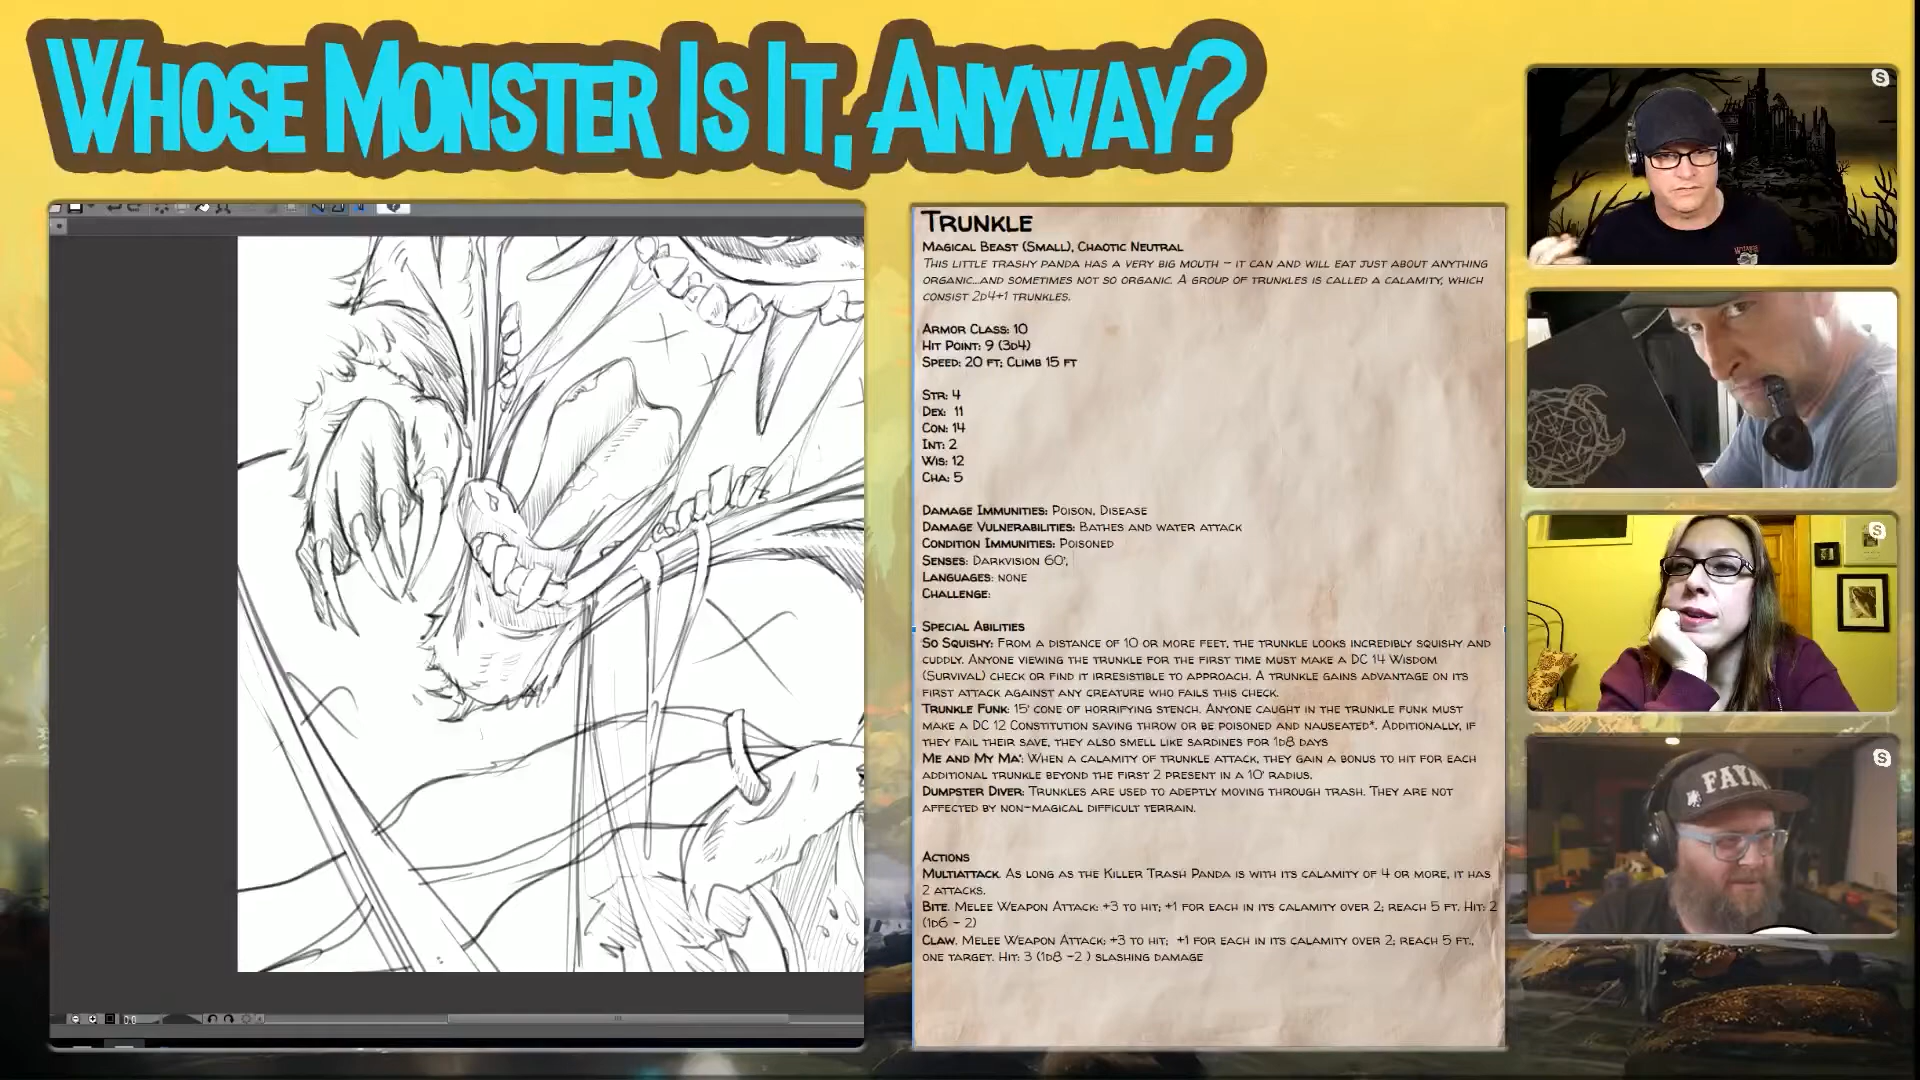 Whose Monster Is It, Anyway?
Trunkle
Magical Beast (Small), Chaotic Neutral
This little trashy panda has a very big mouth – it can and will eat just about anything
organic...and sometimes not so organic. A group of trunkles is called a calamity, which
consist 2d4+1 trunkles.
Armor Class: 10
Hit Point: 9 (3d4)
Speed: 20 ft; Climb 15 ft
Str: 4
Dex: 11
Con: 14
Int: 2
Wis: 12
Cha: 5
Damage Immunities: Poison, Disease
Damage Vulnerabilities: Bathes and water attack
Condition Immunities: Poisoned
Senses: Darkvision 60',
Languages: none
Challenge:
Special Abilities
So Squishy: From a distance of 10 or more feet, the trunkle looks incredibly squishy and
cuddly. Anyone viewing the trunkle for the first time must make a DC 14 Wisdom
(Survival) check or find it irresistible to approach. A trunkle gains advantage on its
first attack against any creature who fails this check.
Trunkle Funk: 15' cone of horrifying stench. Anyone caught in the trunkle funk must
make a DC 12 Constitution saving throw or be poisoned and nauseated*. Additionally, if
they fail their save, they also smell like sardines for 1d8 days
Me and My Ma': When a calamity of trunkle attack, they gain a bonus to hit for each
additional trunkle beyond the first 2 present in a 10' radius.
Dumpster Diver: Trunkles are used to adeptly moving through trash. They are not
affected by non-magical difficult terrain.
Actions
Multiattack. As long as the Killer Trash Panda is with its calamity of 4 or more, it has
2 attacks.
Bite. Melee Weapon Attack: +3 to hit; +1 for each in its calamity over 2; reach 5 ft. Hit: 2
(1d6 – 2)
Claw. Melee Weapon Attack: +3 to hit; +1 for each in its calamity over 2; reach 5 ft.,
one target. Hit: 3 (1d8 -2 ) slashing damage
S
S
S
FAYA